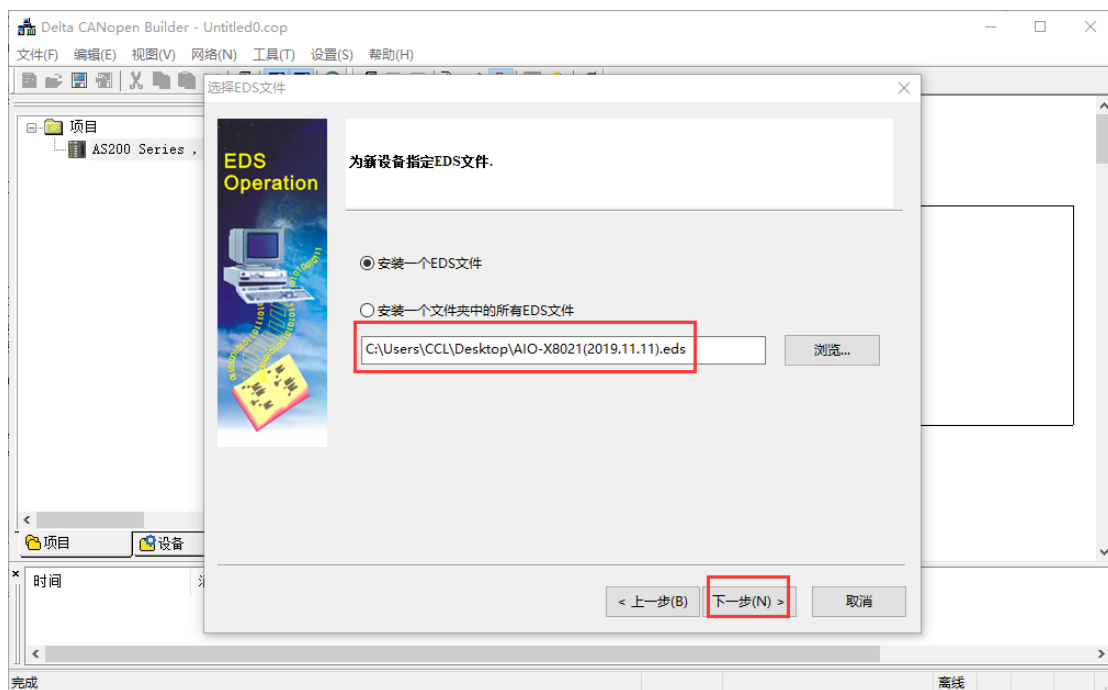 Delta CANopen Builder - Untitled0.cop
文件(F) 编辑(E) 视图(V) 网络(N) 工具(T) 设置(S) 帮助(H)
选择EDS文件
项目
AS200 Series ,
EDS
Operation
为新设备指定EDS文件.
安装一个EDS文件
安装一个文件夹中的所有EDS文件
C:\Users\CCL\Desktop\AIO-X8021(2019.11.11).eds
浏览...
项目
设备
时间
< 上一步(B)
下一步(N) >
取消
完成
离线